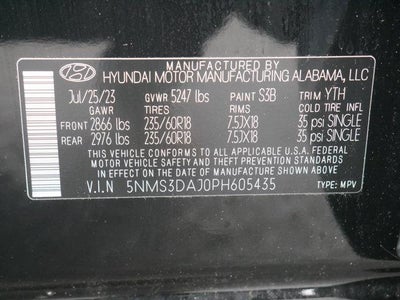 MANUFACTURED BY
HYUNDAI MOTOR MANUFACTURING ALABAMA, LLC
Jul/25/23 GVWR 5247 lbs PAINT S3B TRIM YTH
GAWR TIRES RIMS COLD TIRE INFL
FRONT 2866 lbs 235/60R18 7.5JX18 35 psi SINGLE
REAR 2976 lbs 235/60R18 7.5JX18 35 psi SINGLE
THIS VEHICLE CONFORMS TO ALL APPLICABLE U.S.A. FEDERAL
MOTOR VEHICLE SAFETY AND THEFT PREVENTION STANDARDS IN
EFFECT ON THE DATE OF MANUFACTURE SHOWN ABOVE.
V.I.N 5NMS3DAJ0PH605435 TYPE: MPV